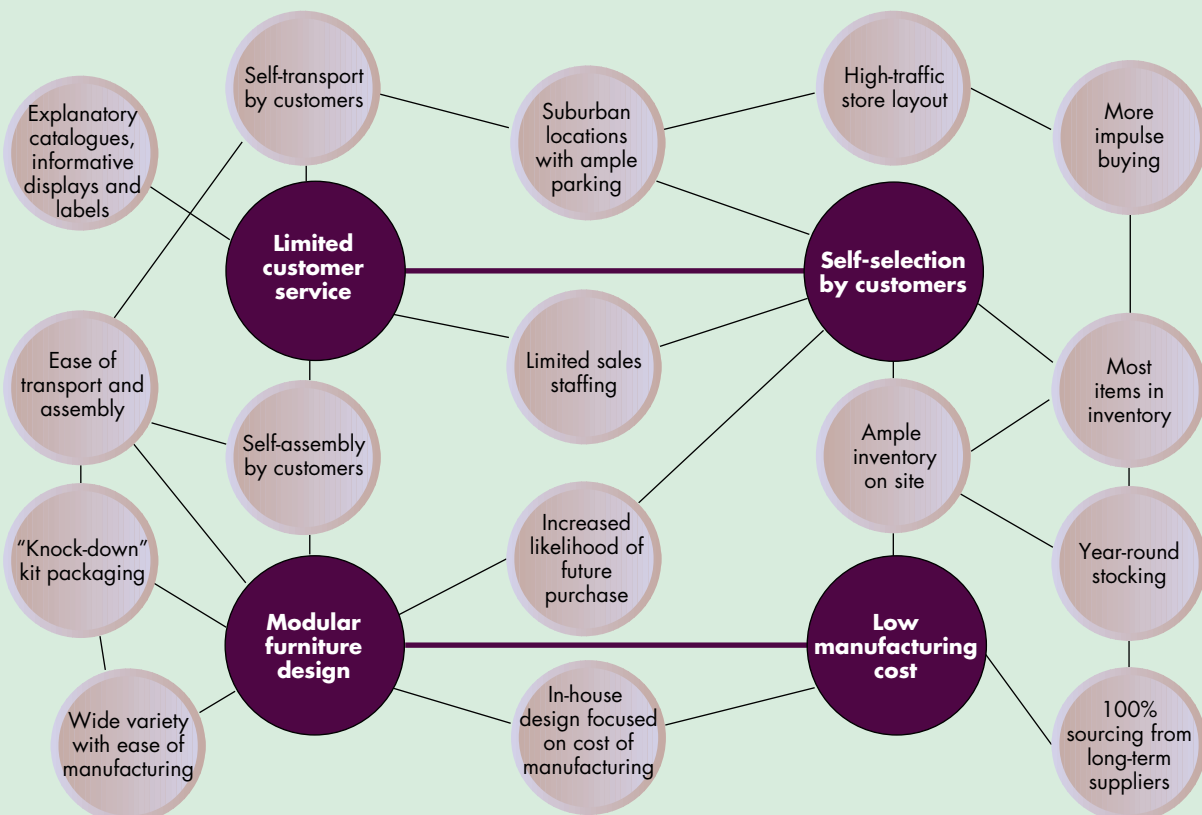 Self-transport
by customers
High-traffic
store layout
Explanatory
catalogues,
informative
displays and
labels
Suburban
locations
with ample
parking
More
impulse
buying
Limited
customer
service
Self-selection
by customers
Ease of
transport and
assembly
Limited sales
staffing
Most
items in
inventory
Self-assembly
by customers
Ample
inventory
on site
“Knock-down”
kit packaging
Increased
likelihood of
future
purchase
Year-round
stocking
Modular
furniture
design
Low
manufacturing
cost
Wide variety
with ease of
manufacturing
In-house
design focused
on cost of
manufacturing
100%
sourcing from
long-term
suppliers